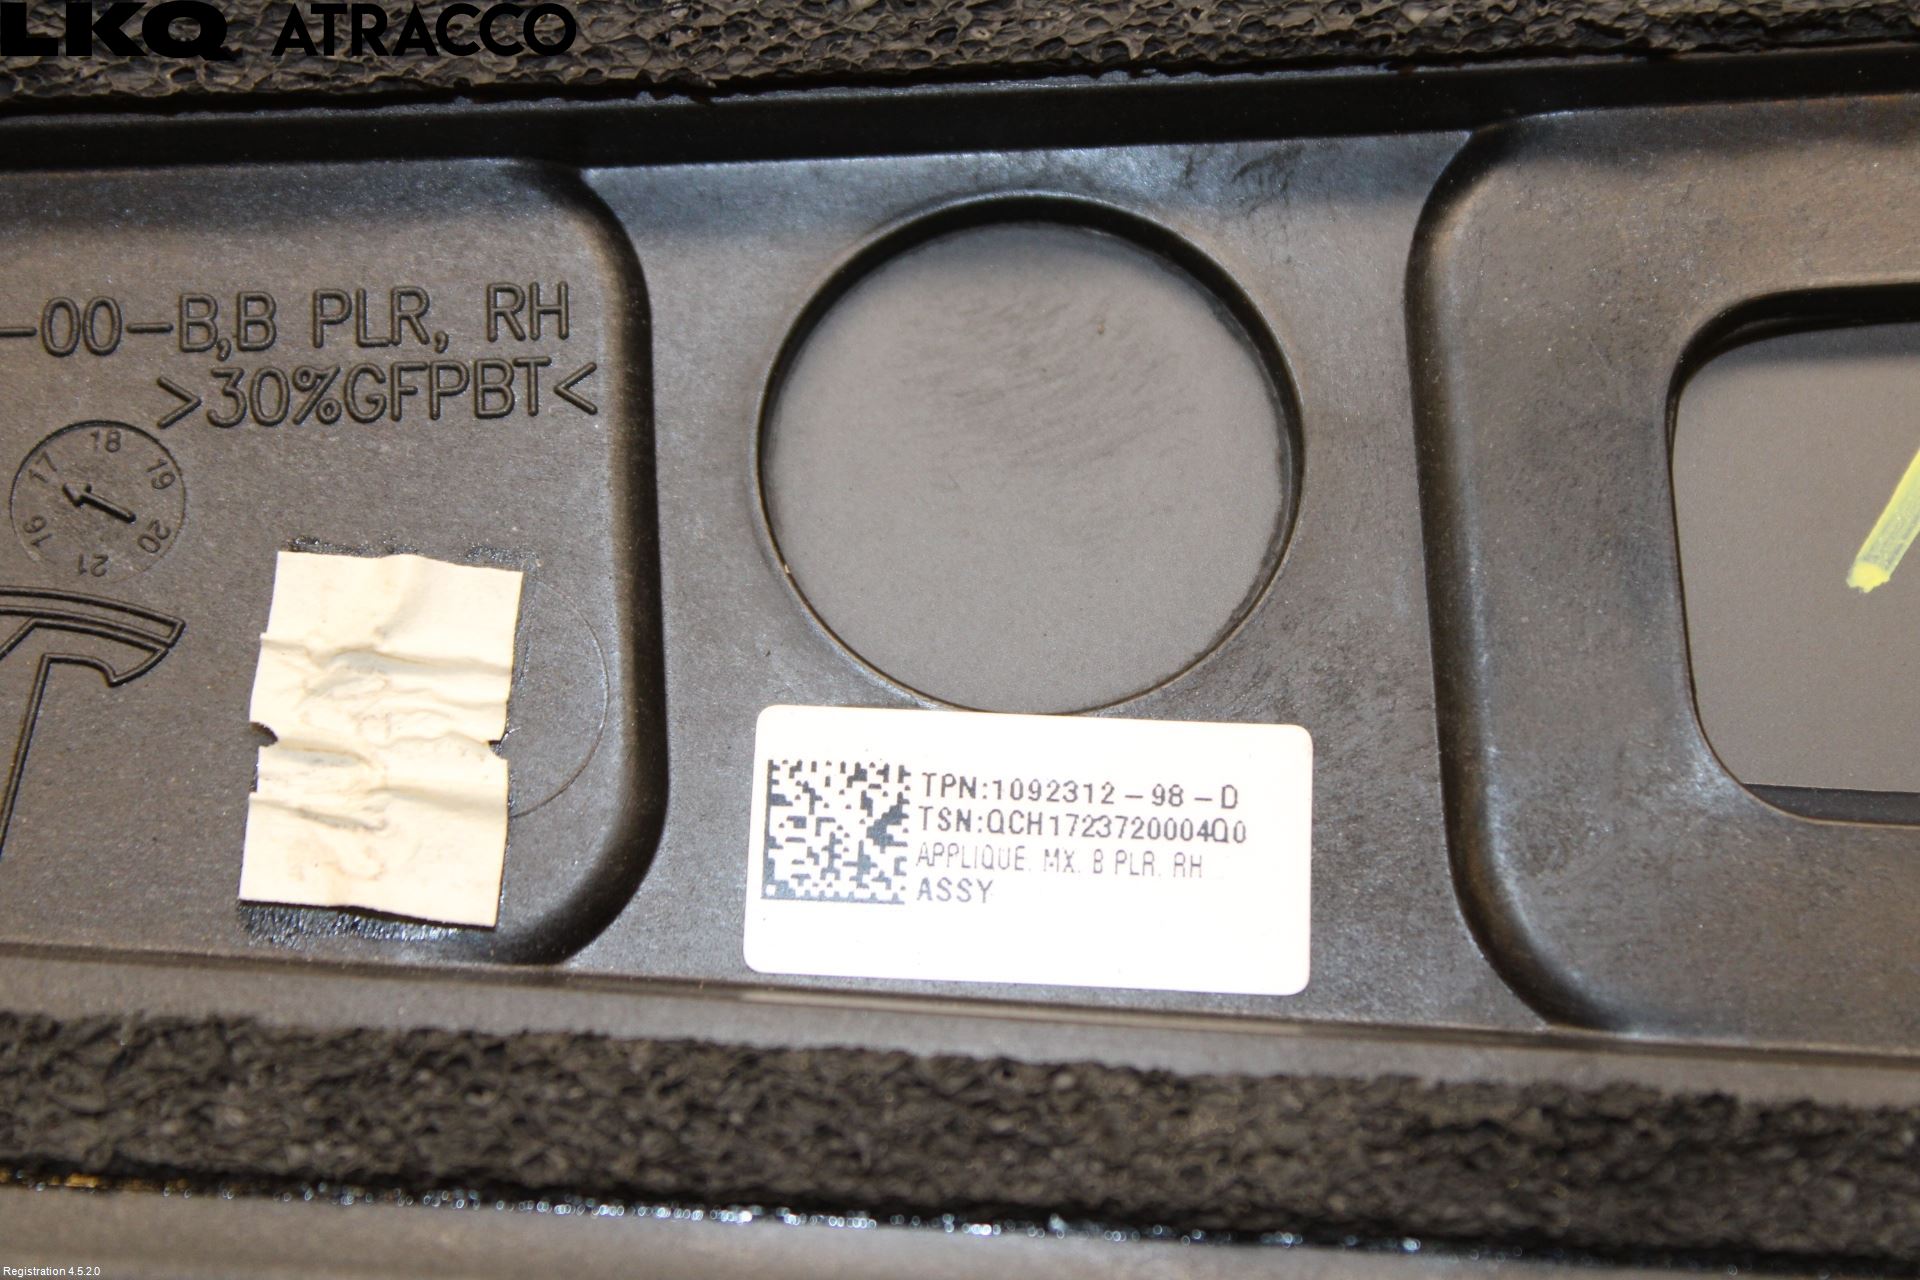 LKQ ATRACCO
-00-B,B PLR, RH
>30%GFPBT<
16 17 18 19 20 21
TPN:1092312-98-D
TSN:QCH1723720004Q0
APPLIQUE, MX, B PLR, RH
ASSY
Registration 4.5.2.0